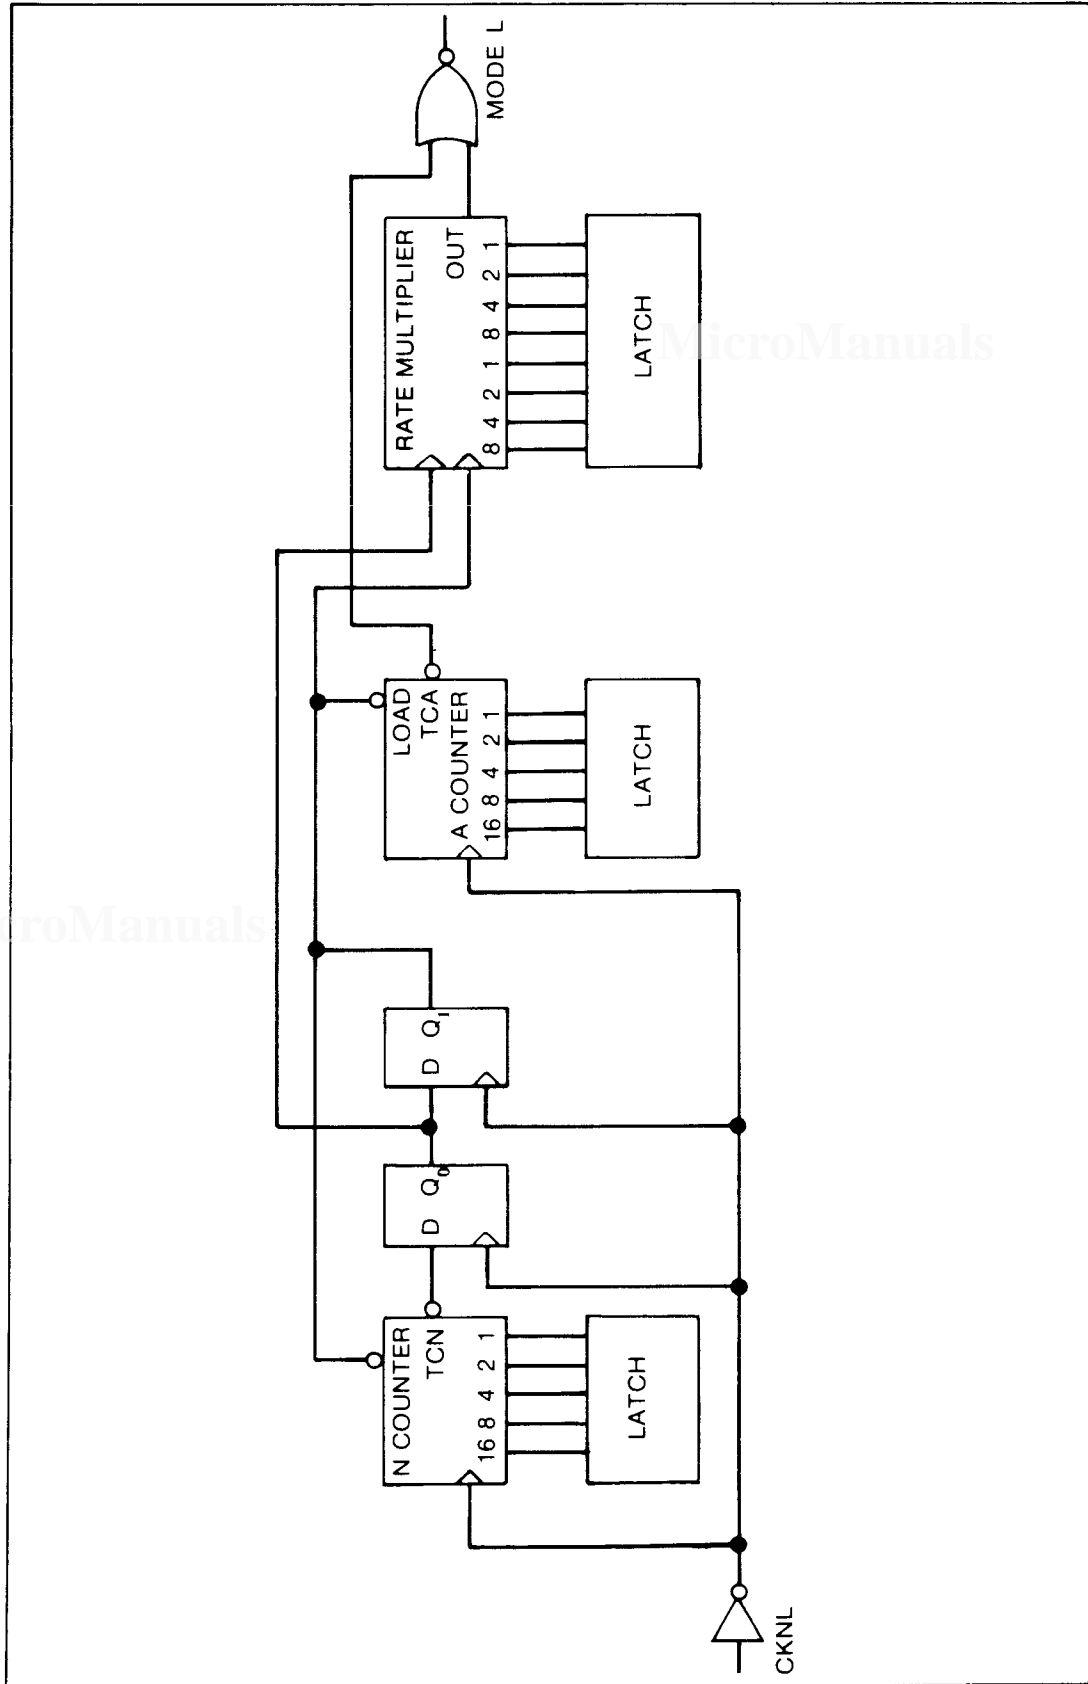 CKNL
N COUNTER
TCN
16 8 4 2 1
LATCH
D Q0
D Q1
LOAD
TCA
A COUNTER
16 8 4 2 1
LATCH
RATE MULTIPLIER
OUT
8 4 2 1 8 4 2 1
LATCH
MODE L
MicroManuals
croManuals